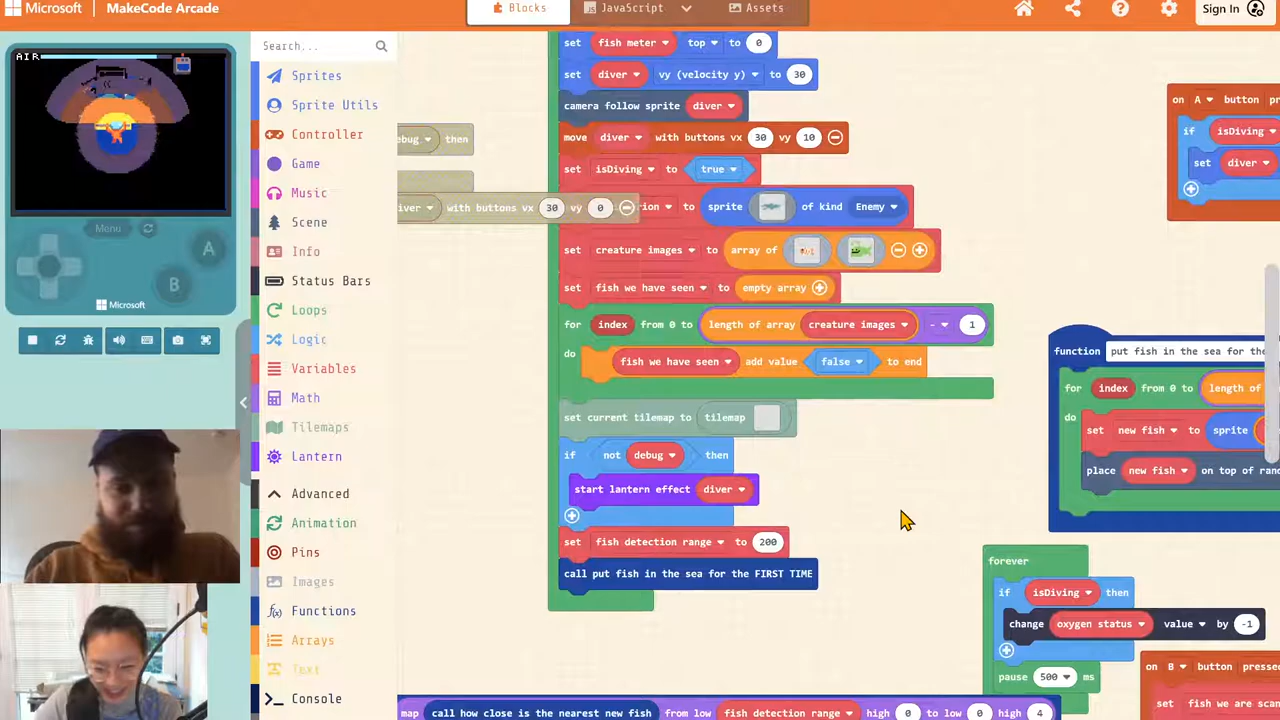 Microsoft
MakeCode Arcade
Blocks
JavaScript
Assets
Sign In
AIR
Menu
A
B
Microsoft
Search...
Sprites
Sprite Utils
Controller
Game
Music
Scene
Info
Status Bars
Loops
Logic
Variables
Math
Tilemaps
Lantern
Advanced
Animation
Pins
Images
Functions
Arrays
Text
Console
set fish meter top to 0
set diver vy (velocity y) to 30
camera follow sprite diver
move diver with buttons vx 30 vy 10
set isDiving to true
to sprite of kind Enemy
set creature images to array of
set fish we have seen to empty array
for index from 0 to length of array creature images - 1
do fish we have seen add value false to end
set current tilemap to tilemap
if not debug then
start lantern effect diver
set fish detection range to 200
call put fish in the sea for the FIRST TIME
then
with buttons vx 30 vy 0
on A button pressed
if isDiving
set diver
function put fish in the sea for the
for index from 0 to length of
do set new fish to sprite
place new fish on top of
forever
if isDiving then
change oxygen status value by -1
pause 500 ms
on B button
set fish we are
map call how close is the nearest new fish from low fish detection range high 0 to low 0 high 4